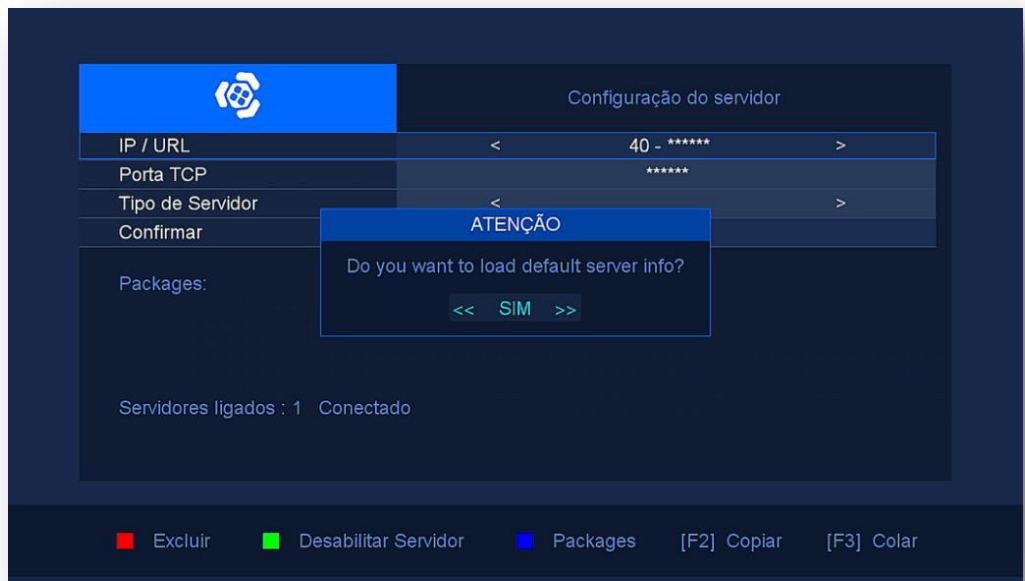 Configuração do servidor
IP / URL < 40 - ****** >
Porta TCP ******
Tipo de Servidor < >
Confirmar
ATENÇÃO
Do you want to load default server info?
<< SIM >>
Packages:
Servidores ligados : 1 Conectado
Excluir Desabilitar Servidor Packages [F2] Copiar [F3] Colar